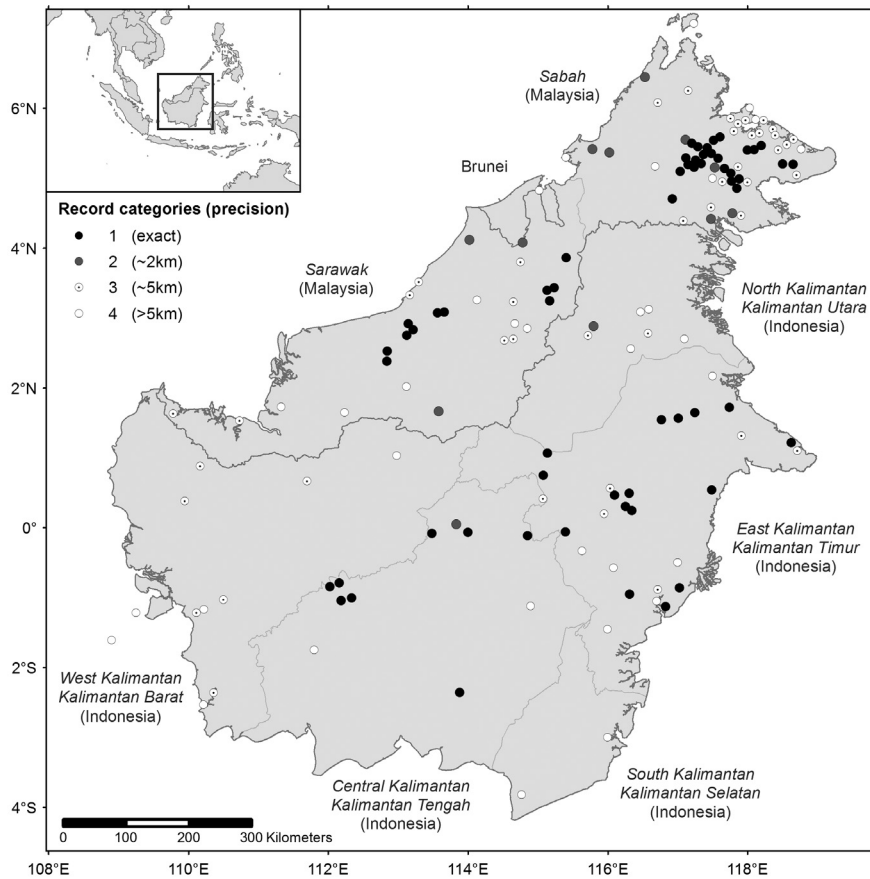 6°N
4°N
2°N
0°
2°S
4°S
Sabah
(Malaysia)
Brunei
Record categories (precision)
1 (exact)
2 (~2km)
3 (~5km)
4 (>5km)
Sarawak
(Malaysia)
North Kalimantan
Kalimantan Utara
(Indonesia)
East Kalimantan
Kalimantan Timur
(Indonesia)
West Kalimantan
Kalimantan Barat
(Indonesia)
Central Kalimantan
Kalimantan Tengah
(Indonesia)
South Kalimantan
Kalimantan Selatan
(Indonesia)
0 100 200 300 Kilometers
108°E 110°E 112°E 114°E 116°E 118°E